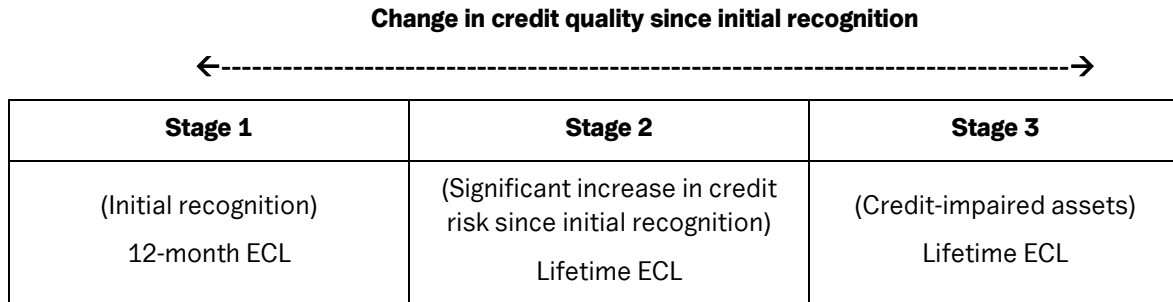 Change in credit quality since initial recognition
Stage 1
Stage 2
Stage 3
(Initial recognition)
12-month ECL
(Significant increase in credit
risk since initial recognition)
Lifetime ECL
(Credit-impaired assets)
Lifetime ECL